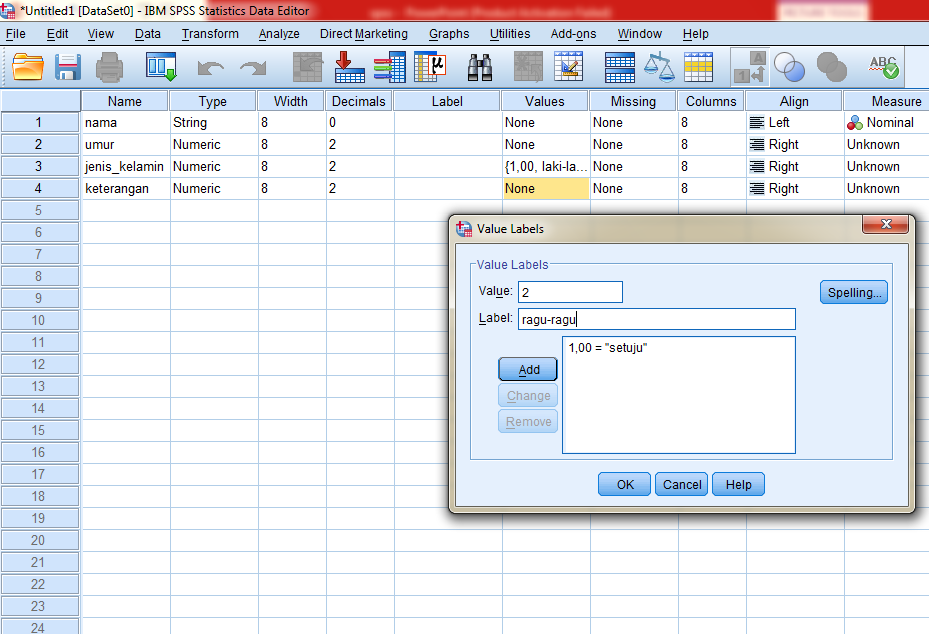 *Untitled1 [DataSet0] - IBM SPSS Statistics Data Editor
File Edit View Data Transform Analyze Direct Marketing Graphs Utilities Add-ons Window Help
Name Type Width Decimals Label Values Missing Columns Align Measure
1 nama String 8 0 None None 8 Left Nominal
2 umur Numeric 8 2 None None 8 Right Unknown
3 jenis_kelamin Numeric 8 2 {1,00, laki-la... None 8 Right Unknown
4 keterangan Numeric 8 2 None None 8 Right Unknown
5
6
7
8
9
10
11
12
13
14
15
16
17
18
19
20
21
22
23
24
Value Labels
Value Labels
Value: 2
Spelling...
Label: ragu-ragu
1,00 = "setuju"
Add
Change
Remove
OK Cancel Help